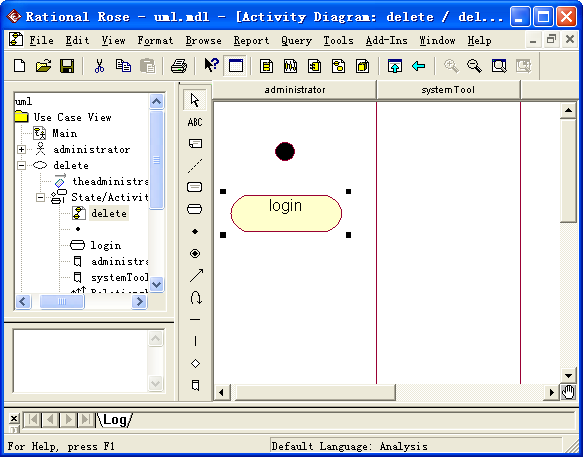 Rational Rose - uml.mdl - [Activity Diagram: delete / del...
File Edit View Format Browse Report Query Tools Add-Ins Window Help
administrator systemTool
uml
Use Case View
Main
administrator
delete
theadministra
State/Activit
delete
login
administra
systemTool
ABC
login
Log
For Help, press F1
Default Language: Analysis